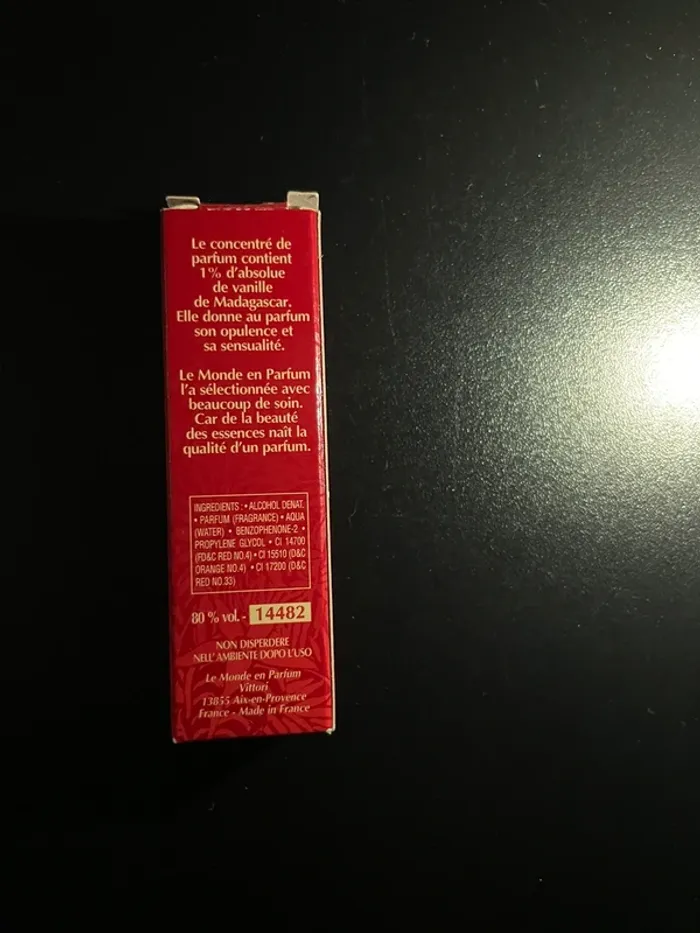 Le concentré de
parfum contient
1% d'absolue
de vanille
de Madagascar.
Elle donne au parfum
son opulence et
sa sensualité.
Le Monde en Parfum
l'a sélectionnée avec
beaucoup de soin.
Car de la beauté
des essences naît la
qualité d'un parfum.
INGREDIENTS : • ALCOHOL DENAT.
• PARFUM (FRAGRANCE) • AQUA
(WATER) • BENZOPHENONE-2 •
PROPYLENE GLYCOL • CI 14700
(FD&C RED NO.4) • CI 15510 (D&C
ORANGE NO.4) • CI 17200 (D&C
RED NO.33)
80 % vol. - 14482
NON DISPERDERE
NELL'AMBIENTE DOPO L'USO
Le Monde en Parfum
Vittori
13855 Aix-en-Provence
France - Made in France